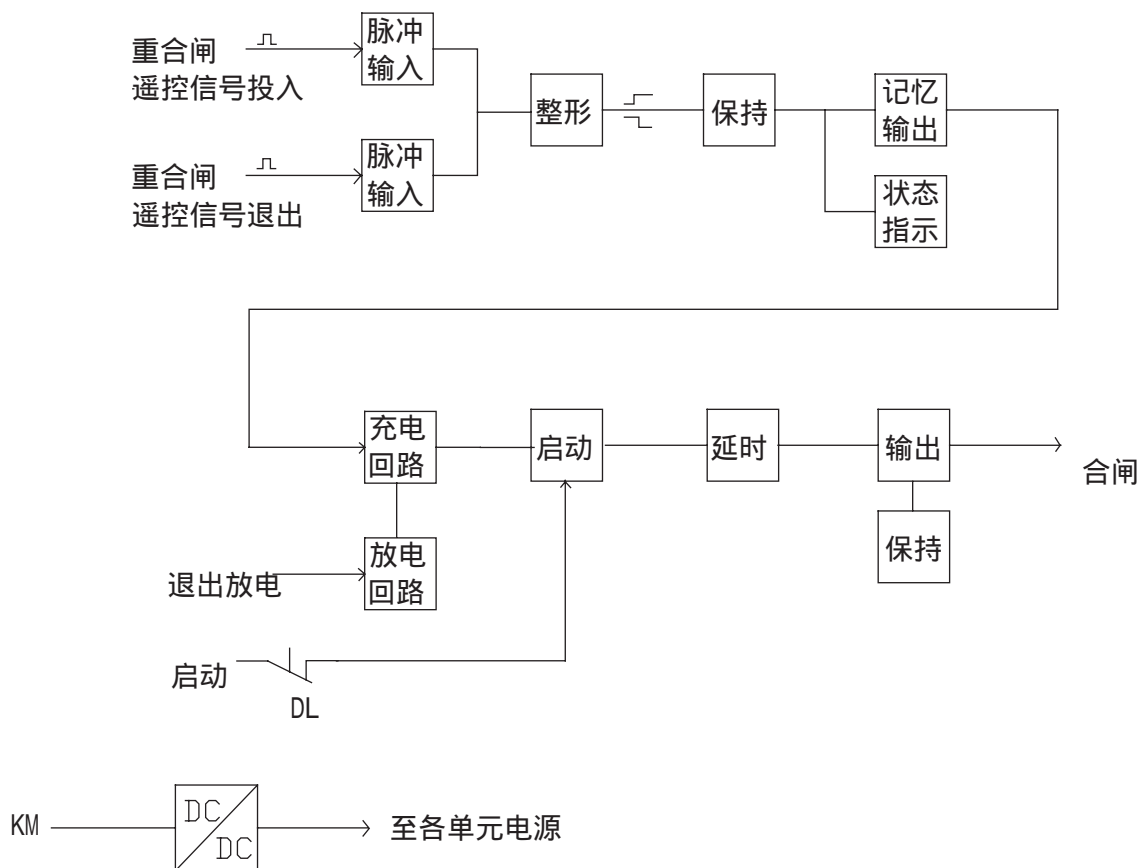 重合闸
遥控信号投入
脉冲
输入
重合闸
遥控信号退出
脉冲
输入
整形
保持
记忆
输出
状态
指示
充电
回路
启动
延时
输出
合闸
保持
退出放电
放电
回路
启动
DL
KM
DC
DC
至各单元电源